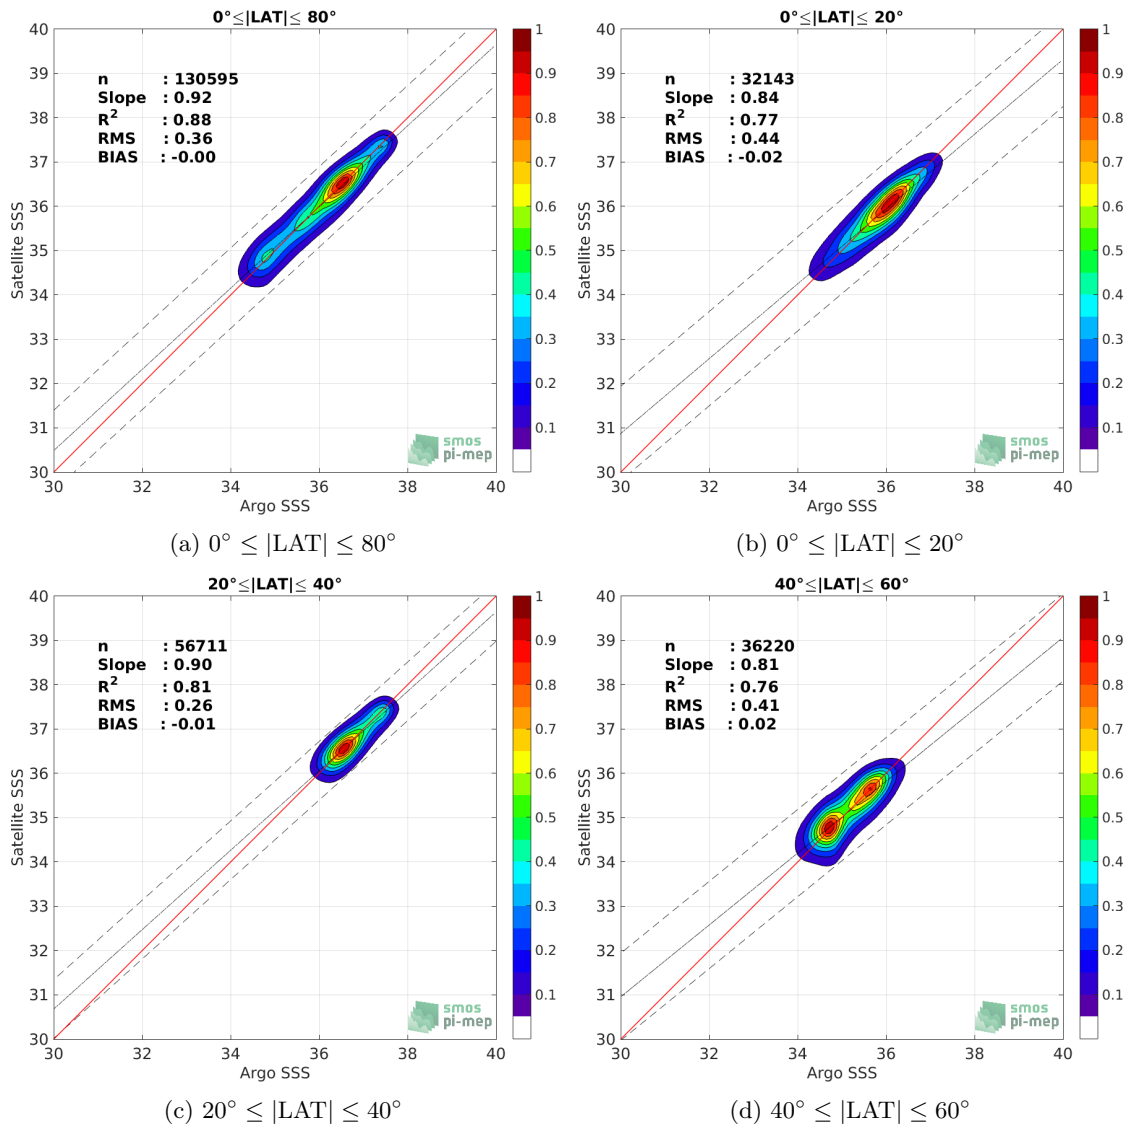 0°≤|LAT|≤ 80°
40
39
38
37
36
35
34
33
32
31
30
Satellite SSS
n : 130595
Slope : 0.92
R2 : 0.88
RMS : 0.36
BIAS : -0.00
smos
pi-mep
30 32 34 36 38 40
Argo SSS
1
0.9
0.8
0.7
0.6
0.5
0.4
0.3
0.2
0.1
(a) 0° ≤ |LAT| ≤ 80°
0°≤|LAT|≤ 20°
40
39
38
37
36
35
34
33
32
31
30
Satellite SSS
n : 32143
Slope : 0.84
R2 : 0.77
RMS : 0.44
BIAS : -0.02
smos
pi-mep
30 32 34 36 38 40
Argo SSS
1
0.9
0.8
0.7
0.6
0.5
0.4
0.3
0.2
0.1
(b) 0° ≤ |LAT| ≤ 20°
20°≤|LAT|≤ 40°
40
39
38
37
36
35
34
33
32
31
30
Satellite SSS
n : 56711
Slope : 0.90
R2 : 0.81
RMS : 0.26
BIAS : -0.01
smos
pi-mep
30 32 34 36 38 40
Argo SSS
1
0.9
0.8
0.7
0.6
0.5
0.4
0.3
0.2
0.1
(c) 20° ≤ |LAT| ≤ 40°
40°≤|LAT|≤ 60°
40
39
38
37
36
35
34
33
32
31
30
Satellite SSS
n : 36220
Slope : 0.81
R2 : 0.76
RMS : 0.41
BIAS : 0.02
smos
pi-mep
30 32 34 36 38 40
Argo SSS
1
0.9
0.8
0.7
0.6
0.5
0.4
0.3
0.2
0.1
(d) 40° ≤ |LAT| ≤ 60°